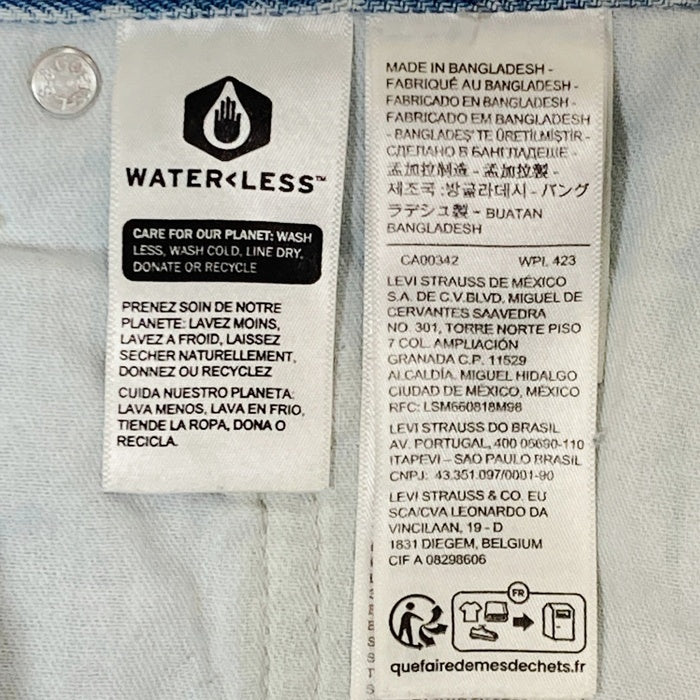 WATER<LESS™
CARE FOR OUR PLANET: WASH
LESS, WASH COLD, LINE DRY,
DONATE OR RECYCLE
PRENEZ SOIN DE NOTRE
PLANETE: LAVEZ MOINS,
LAVEZ A FROID, LAISSEZ
SECHER NATURELLEMENT,
DONNEZ OU RECYCLEZ
CUIDA NUESTRO PLANETA:
LAVA MENOS, LAVA EN FRIO,
TIENDE LA ROPA, DONA O
RECICLA.
MADE IN BANGLADESH -
FABRIQUÉ AU BANGLADESH -
FABRICADO EN BANGLADESH -
FABRICADO EM BANGLADESH
- BANGLADEŞ'TE ÜRETİLMİŞTİR -
СДЕЛАНО В БАНГЛАДЕШЕ -
孟加拉制造 - 孟加拉製 -
제조국 :방글라데시 - バング
ラデシュ製 - BUATAN
BANGLADESH
CA00342 WPL 423
LEVI STRAUSS DE MÉXICO
S.A. DE C.V.BLVD. MIGUEL DE
CERVANTES SAAVEDRA
NO. 301, TORRE NORTE PISO
7 COL. AMPLIACIÓN
GRANADA C.P. 11529
ALCALDÍA. MIGUEL HIDALGO
CIUDAD DE MÉXICO, MÉXICO
RFC: LSM660818M98
LEVI STRAUSS DO BRASIL
AV. PORTUGAL, 400 06690-110
ITAPEVI – SAO PAULO BRASIL
CNPJ: 43.351.097/0001-90
LEVI STRAUSS & CO. EU
SCA/CVA LEONARDO DA
VINCILAAN, 19 - D
1831 DIEGEM, BELGIUM
CIF A 08298606
FR
quefairedemesdechets.fr